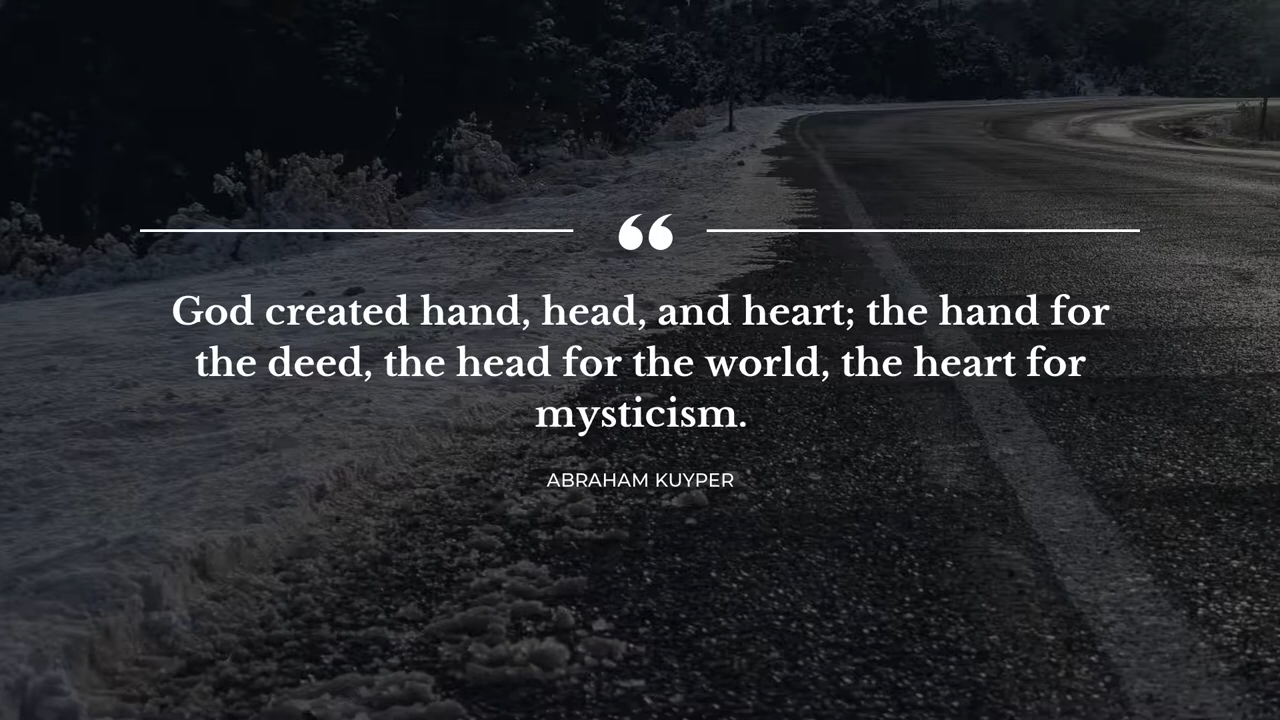 “
God created hand, head, and heart; the hand for
the deed, the head for the world, the heart for
mysticism.
ABRAHAM KUYPER